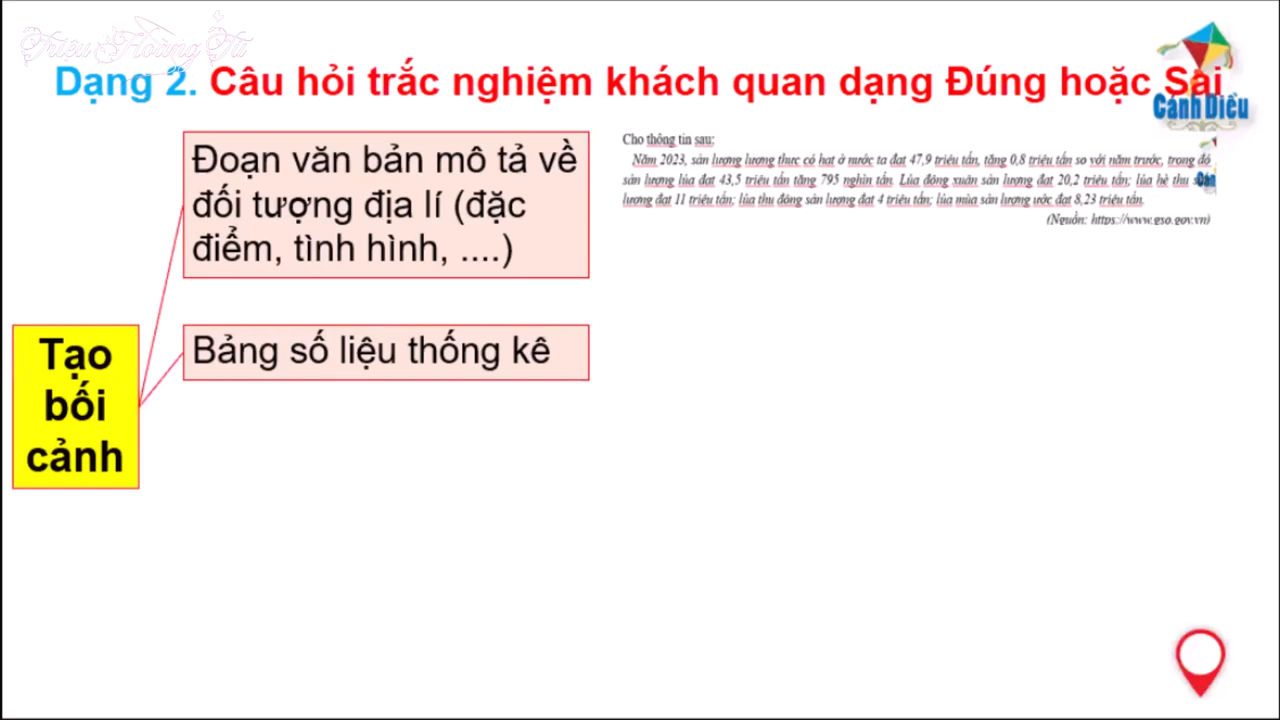 Triệu Hoàng Tú
Dạng 2. Câu hỏi trắc nghiệm khách quan dạng Đúng hoặc Sai
Cánh Diều
Đoạn văn bản mô tả về
đối tượng địa lí (đặc
điểm, tình hình, ....)
Cho thông tin sau:
Năm 2023, sản lượng lương thực có hạt ở nước ta đạt 47,9 triệu tấn, tăng 0,8 triệu tấn so với năm trước, trong đó
sản lượng lúa đạt 43,5 triệu tấn tăng 795 nghìn tấn. Lúa đông xuân sản lượng đạt 20,2 triệu tấn; lúa hè thu
lượng đạt 11 triệu tấn; lúa thu đông sản lượng đạt 4 triệu tấn; lúa mùa sản lượng ước đạt 8,23 triệu tấn.
(Nguồn: https://www.gso.gov.vn)
Bảng số liệu thống kê
Tạo
bối
cảnh